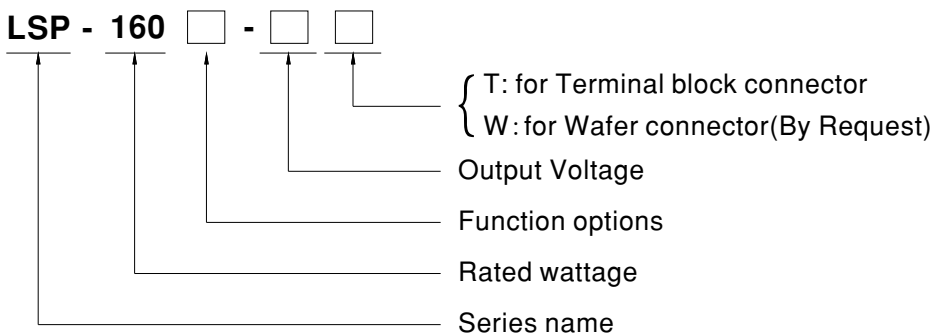 LSP - 160 □ - □ □
T: for Terminal block connector
W: for Wafer connector(By Request)
Output Voltage
Function options
Rated wattage
Series name